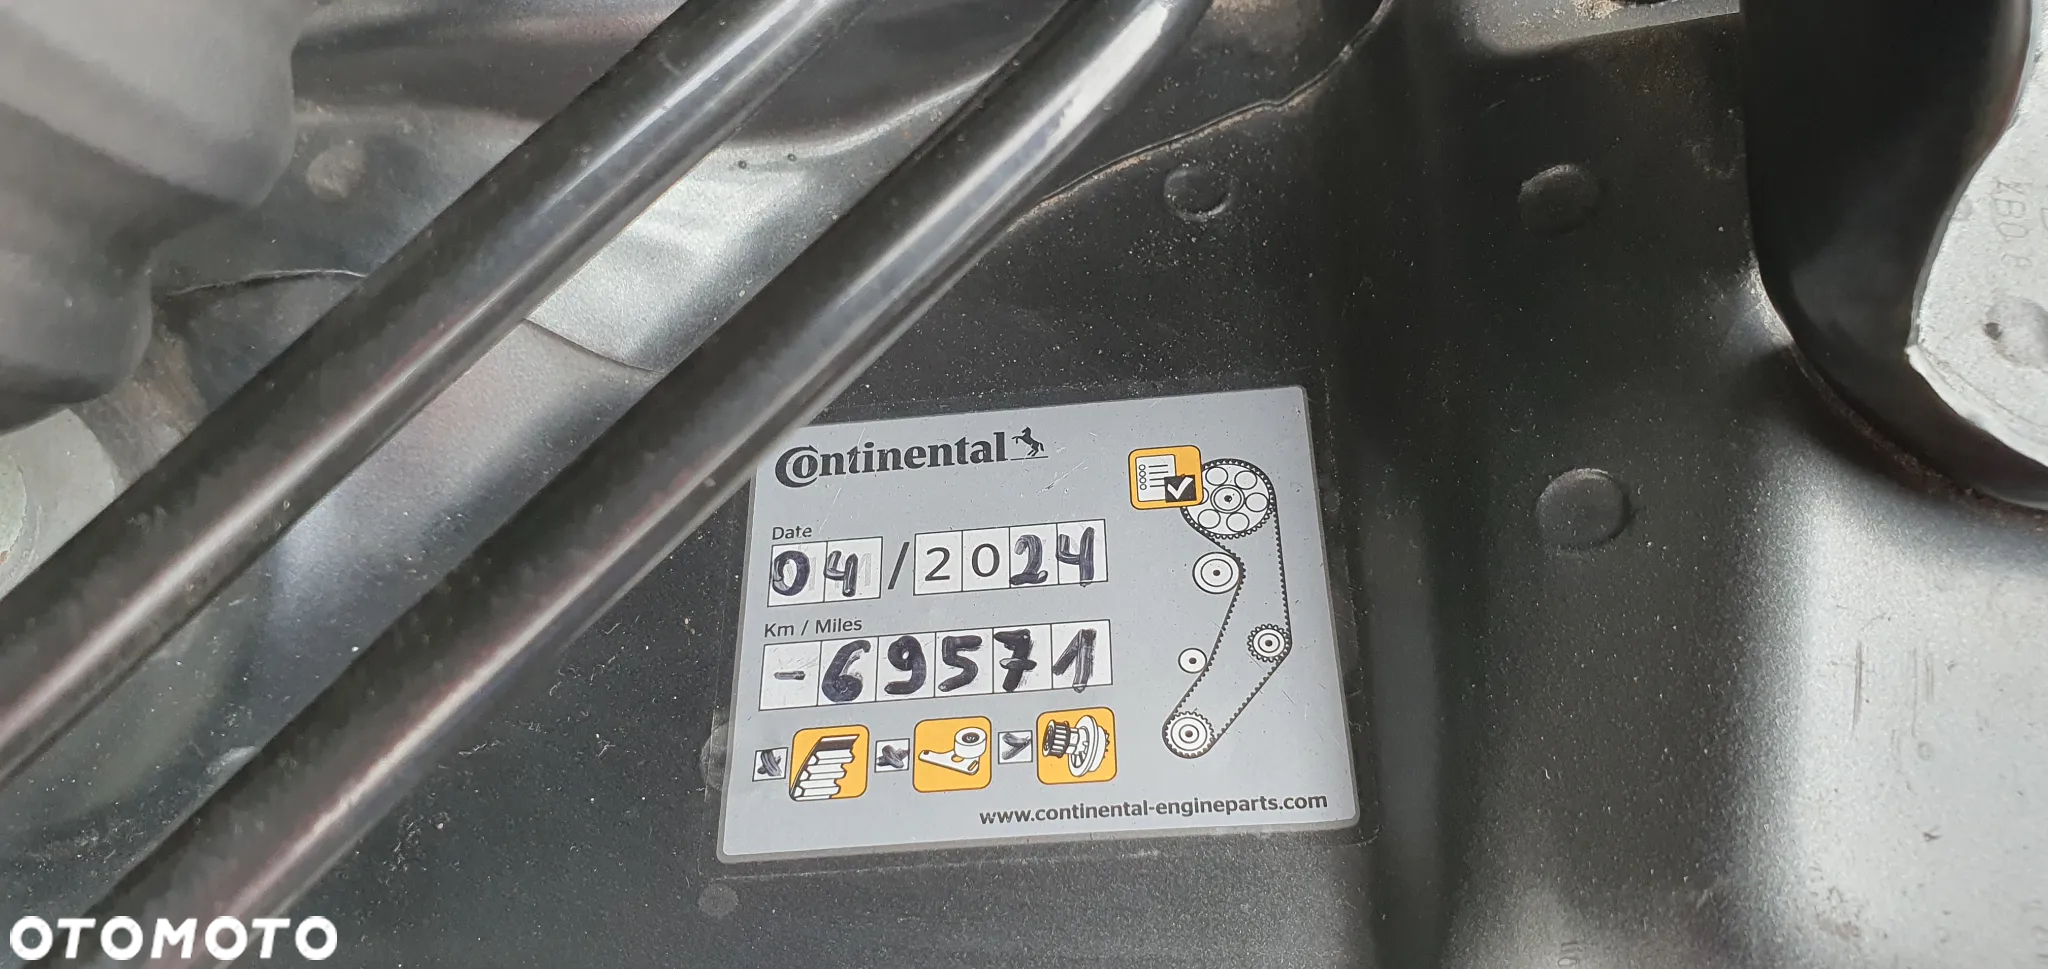 Continental
Date
04/2024
Km / Miles
-69571
www.continental-engineparts.com
OTOMOTO